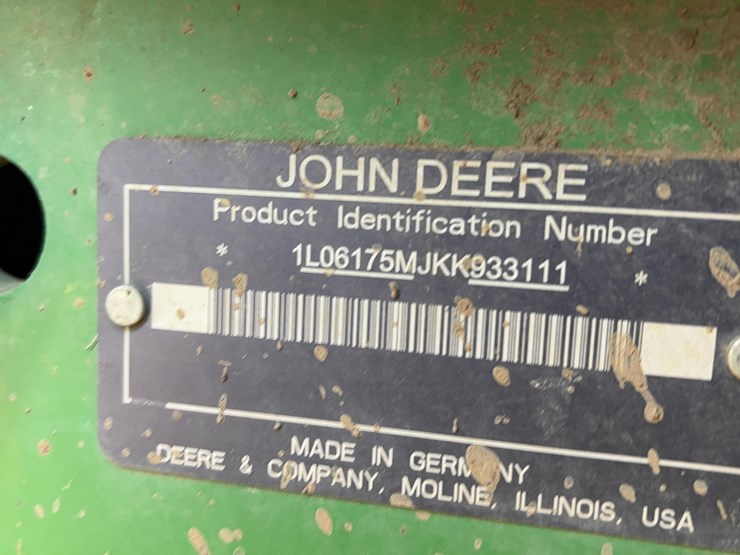 JOHN DEERE
Product Identification Number
* 1L06175MJKK933111 *
MADE IN GERMANY
DEERE & COMPANY, MOLINE, ILLINOIS, USA